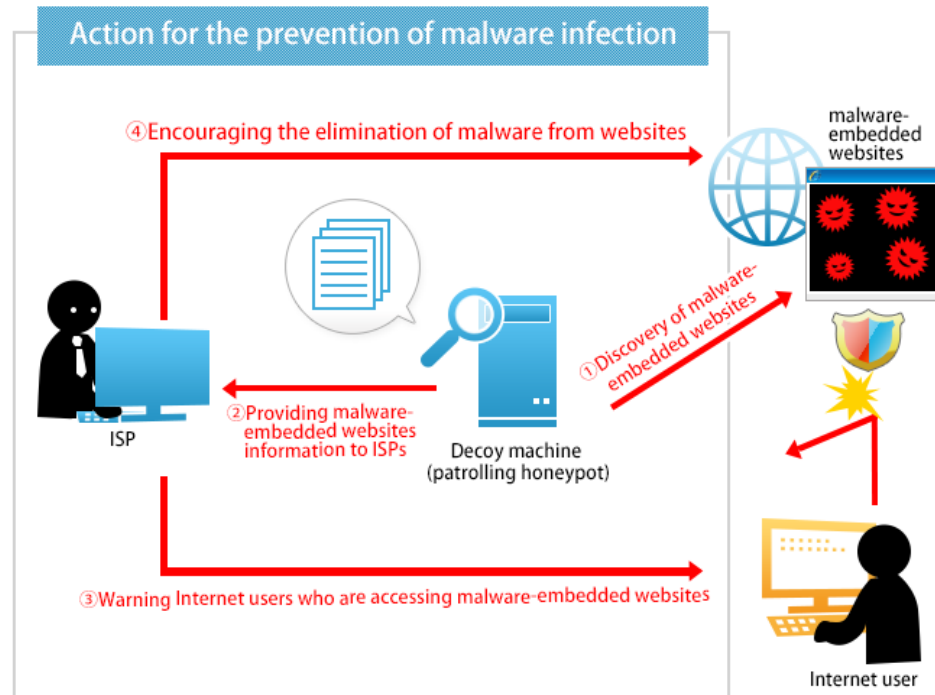 Action for the prevention of malware infection
④Encouraging the elimination of malware from websites
malware-
embedded
websites
①Discovery of malware-
embedded websites
②Providing malware-
embedded websites
information to ISPs
ISP
Decoy machine
(patrolling honeypot)
③Warning Internet users who are accessing malware-embedded websites
Internet user